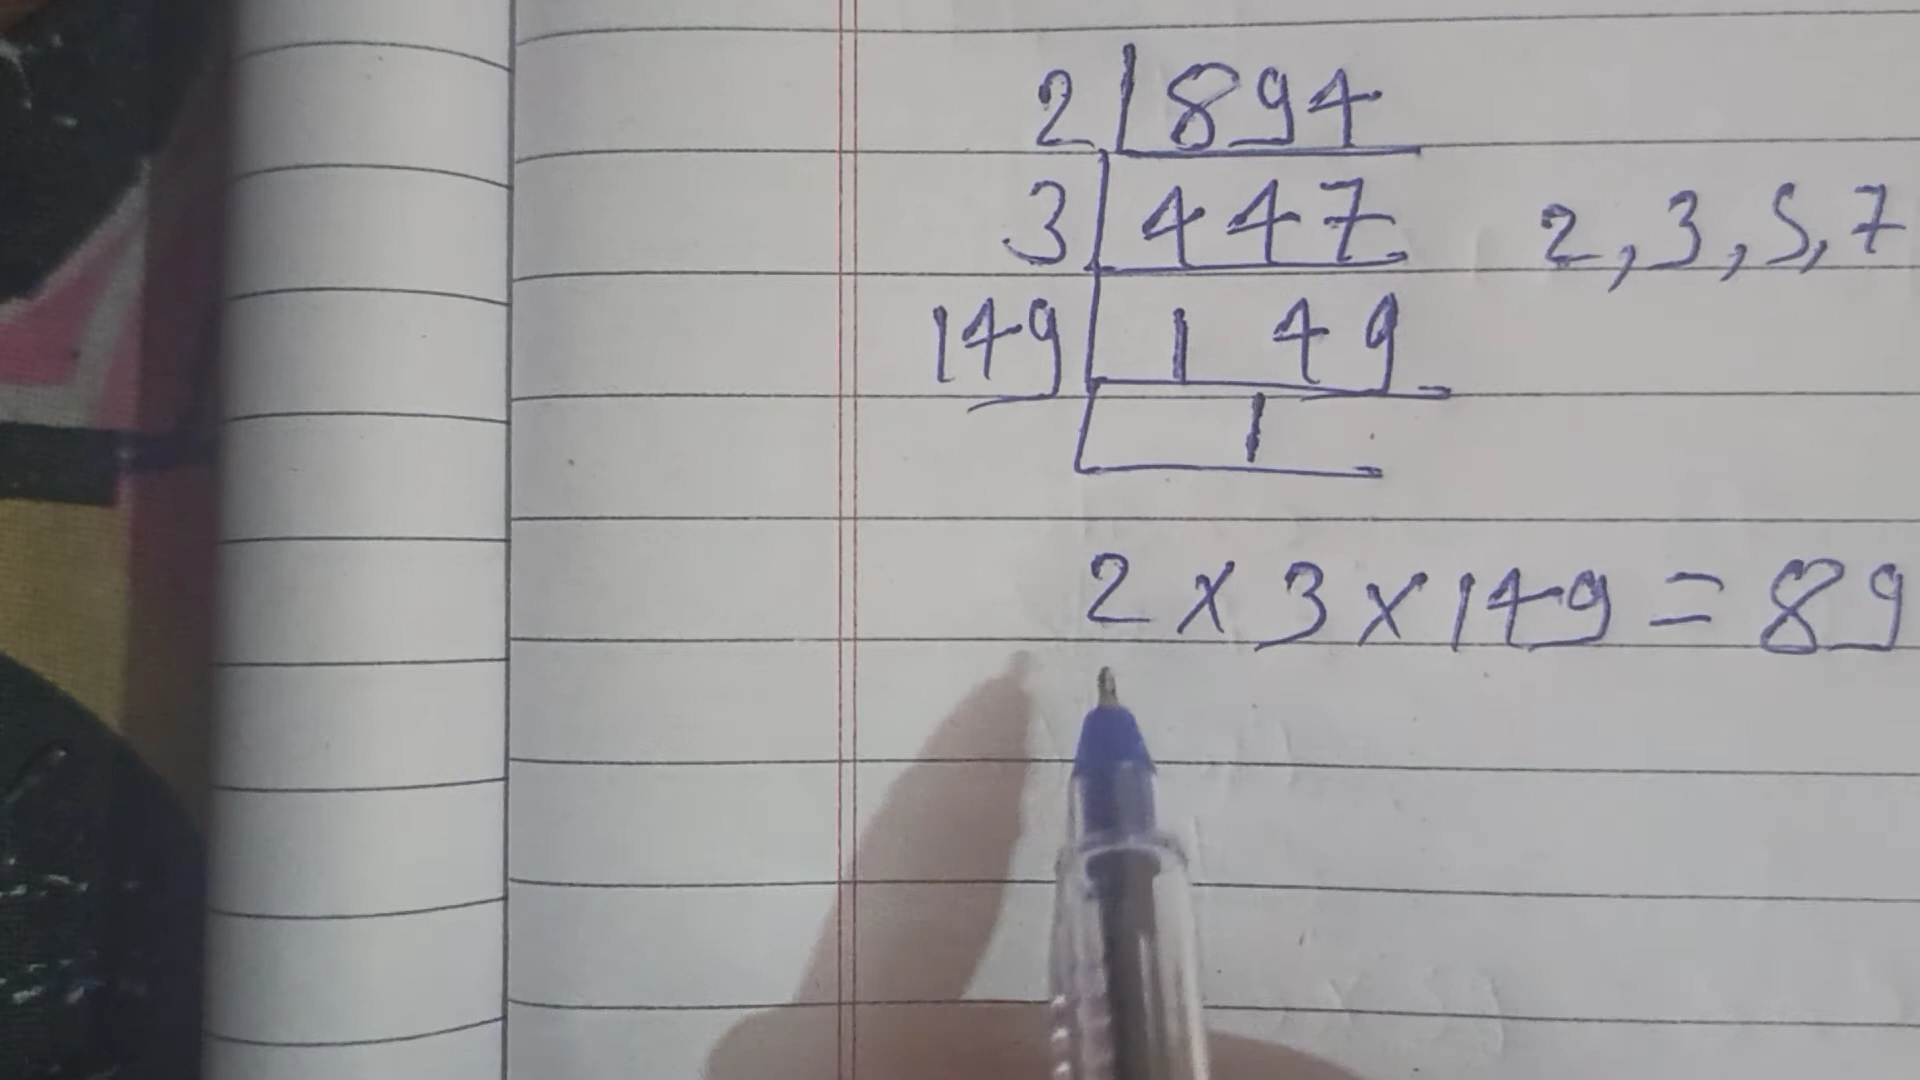 2 | 894
3 | 447 2, 3, 5, 7
149 | 149
1
2 x 3 x 149 = 89